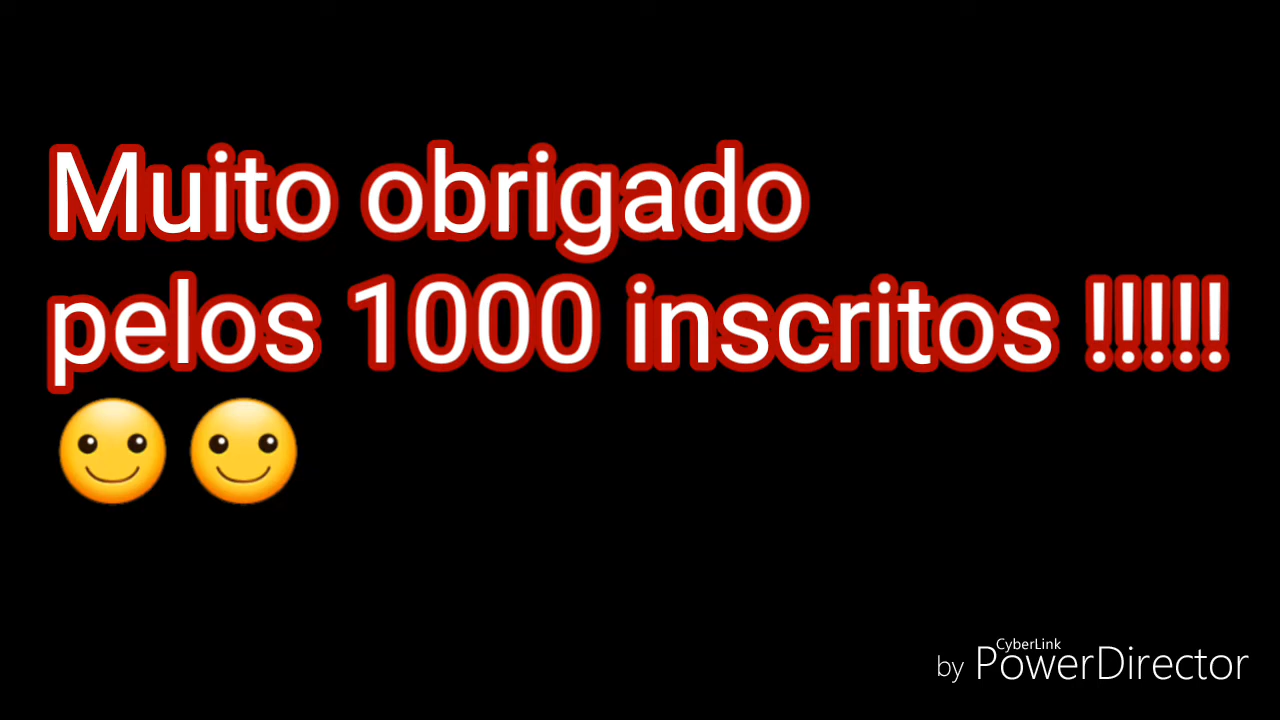 Muito obrigado
pelos 1000 inscritos !!!!!
🙂🙂
CyberLink
by PowerDirector